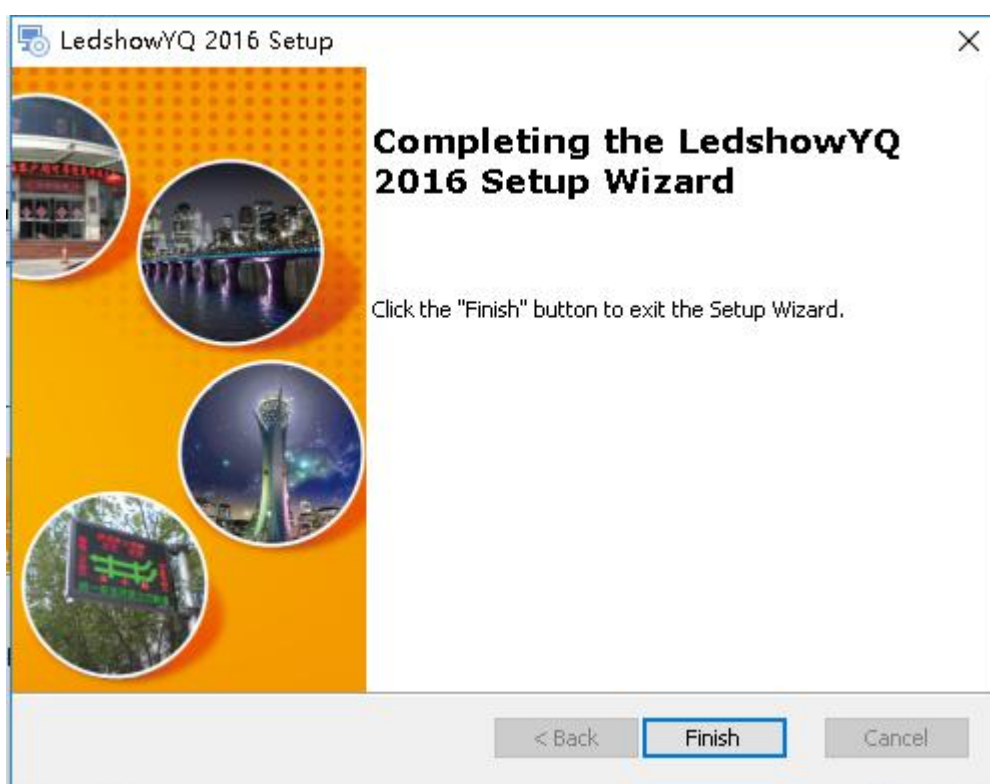 LedshowYQ 2016 Setup
Completing the LedshowYQ
2016 Setup Wizard
Click the "Finish" button to exit the Setup Wizard.
< Back
Finish
Cancel